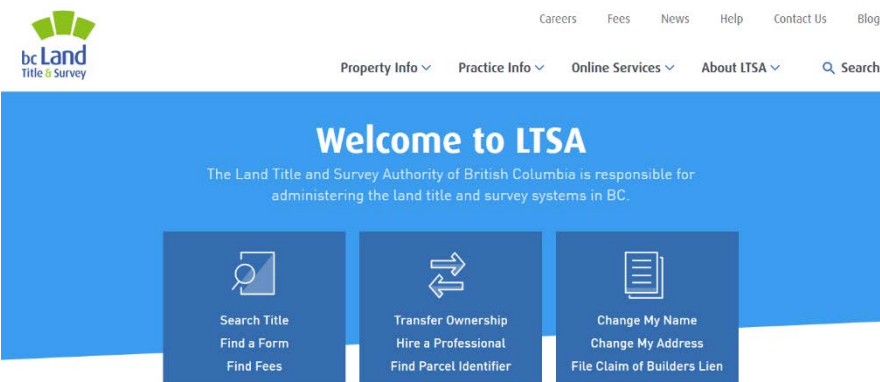 Careers Fees News Help Contact Us Blog
bc Land
Title & Survey
Property Info Practice Info Online Services About LTSA Search
Welcome to LTSA
The Land Title and Survey Authority of British Columbia is responsible for
administering the land title and survey systems in BC.
Search Title
Find a Form
Find Fees
Transfer Ownership
Hire a Professional
Find Parcel Identifier
Change My Name
Change My Address
File Claim of Builders Lien